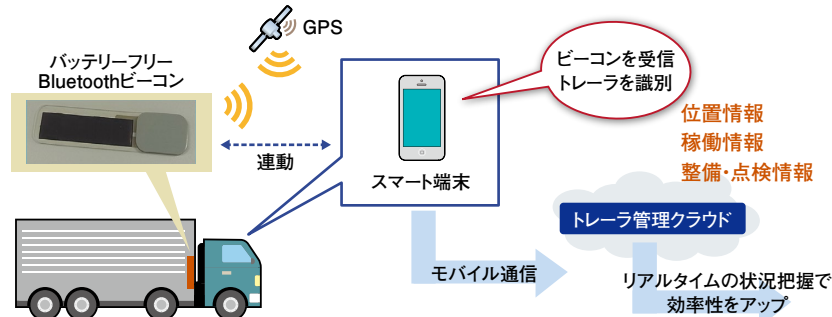 GPS
バッテリーフリー
Bluetoothビーコン
ビーコンを受信
トレーラを識別
連動
スマート端末
位置情報
稼働情報
整備・点検情報
トレーラ管理クラウド
モバイル通信
リアルタイムの状況把握で
効率性をアップ